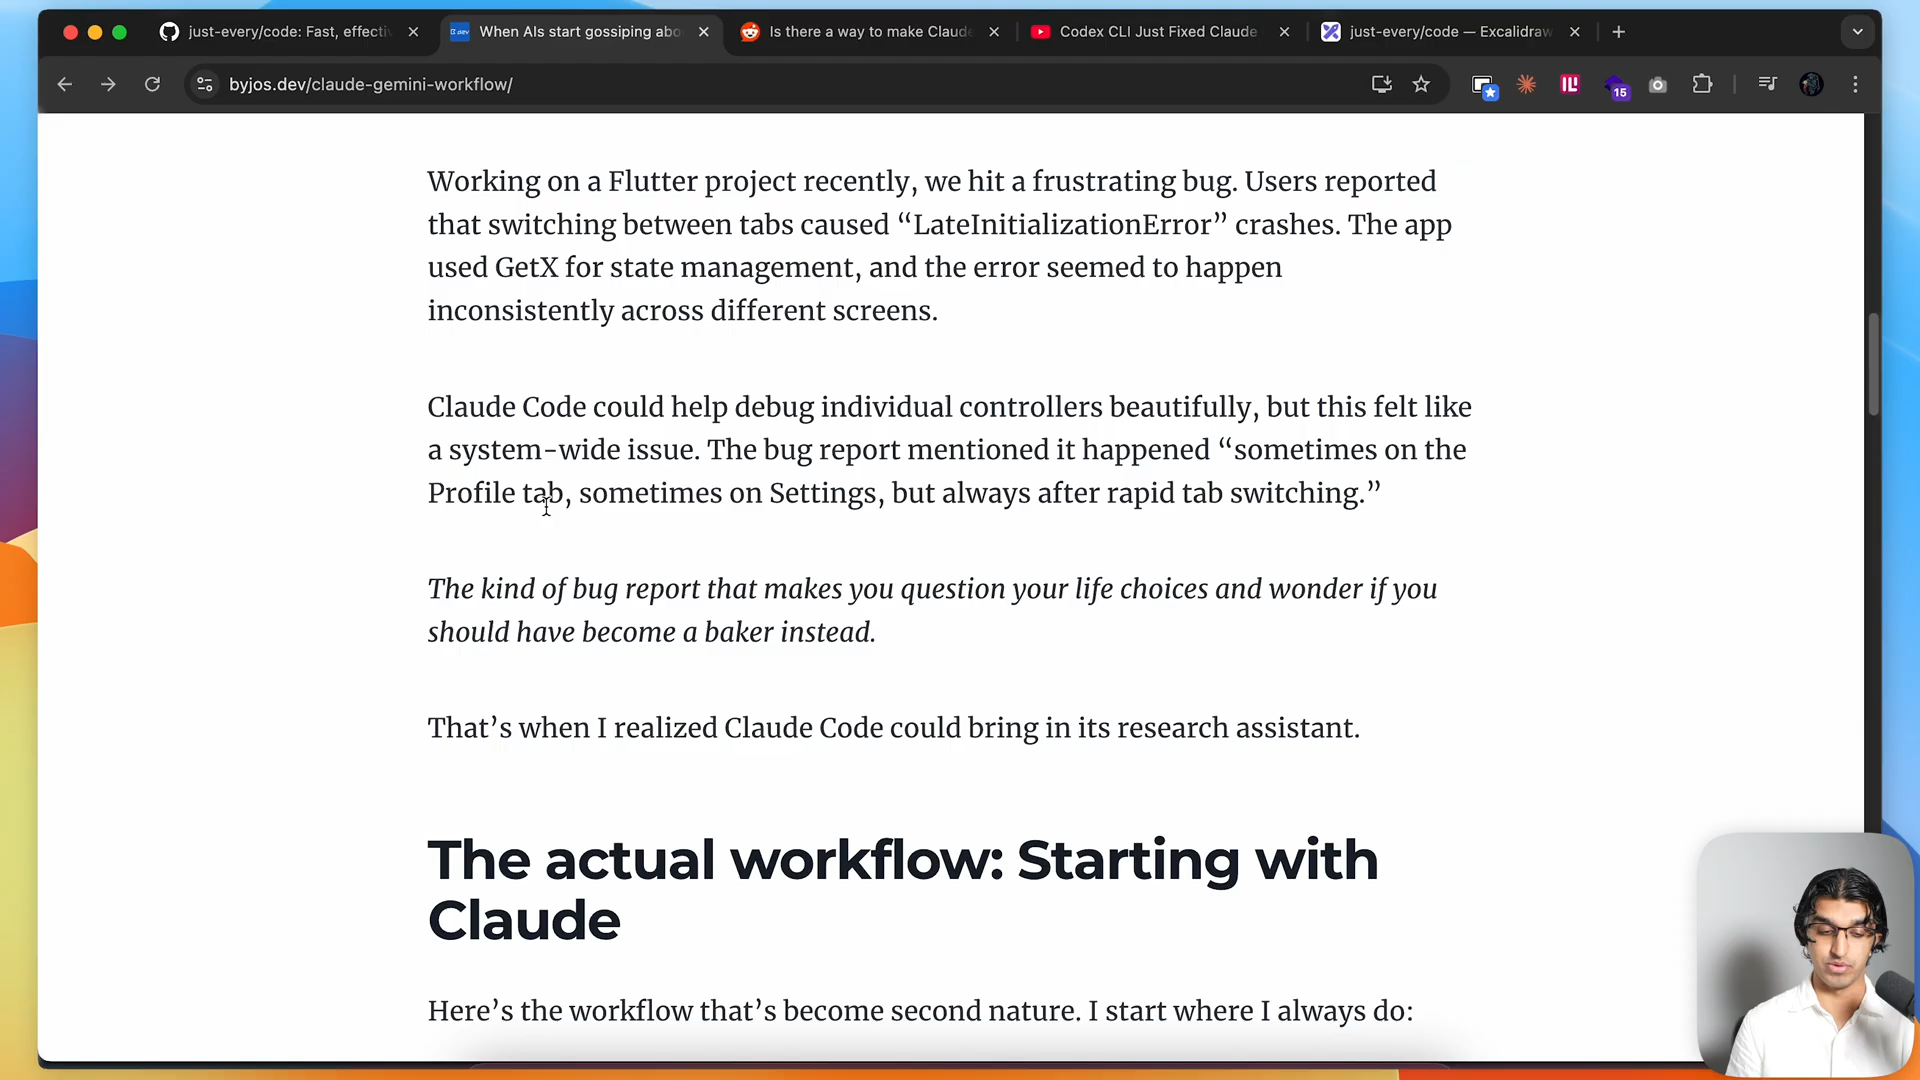 just-every/code: Fast, effecti
When AIs start gossiping abo
Is there a way to make Claude
Codex CLI Just Fixed Claude
just-every/code — Excalidraw
byjos.dev/claude-gemini-workflow/
15
Working on a Flutter project recently, we hit a frustrating bug. Users reported
that switching between tabs caused “LateInitializationError” crashes. The app
used GetX for state management, and the error seemed to happen
inconsistently across different screens.
Claude Code could help debug individual controllers beautifully, but this felt like
a system-wide issue. The bug report mentioned it happened “sometimes on the
Profile tab, sometimes on Settings, but always after rapid tab switching.”
The kind of bug report that makes you question your life choices and wonder if you
should have become a baker instead.
That’s when I realized Claude Code could bring in its research assistant.
The actual workflow: Starting with
Claude
Here’s the workflow that’s become second nature. I start where I always do: